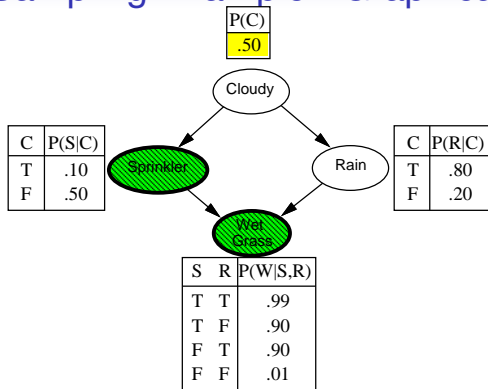 P(C)
.50
Cloudy
C P(S|C)
T .10
F .50
Sprinkler
Rain
C P(R|C)
T .80
F .20
Wet
Grass
S R P(W|S,R)
T T .99
T F .90
F T .90
F F .01